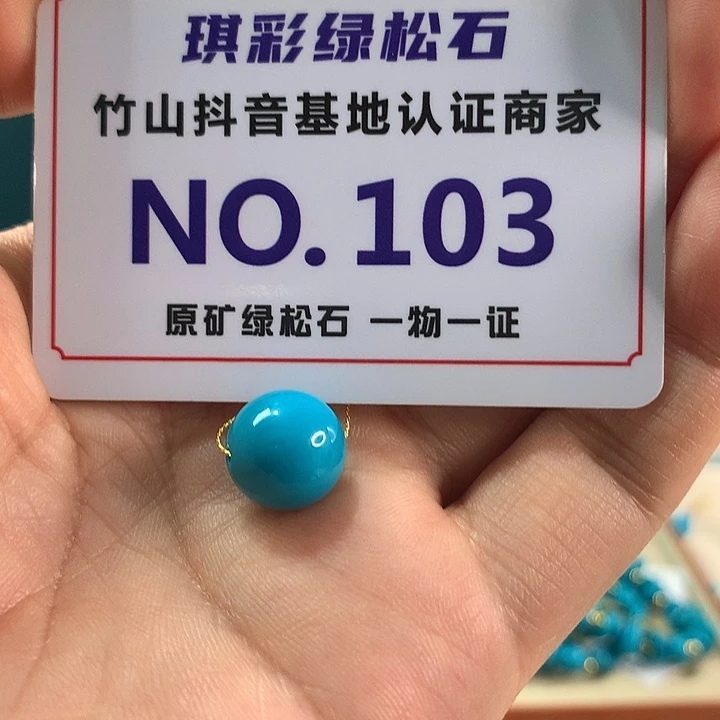 琪彩绿松石
竹山抖音基地认证商家
NO.103
原矿绿松石 一物一证